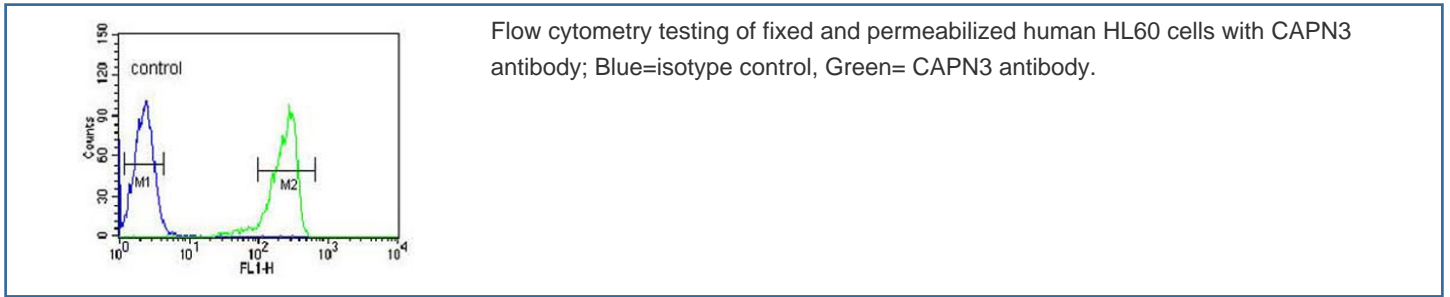 Flow cytometry testing of fixed and permeabilized human HL60 cells with CAPN3
antibody; Blue=isotype control, Green= CAPN3 antibody.
control
Counts
150
120
90
60
30
0
M1
M2
10^0
10^1
10^2
10^3
10^4
FL1-H